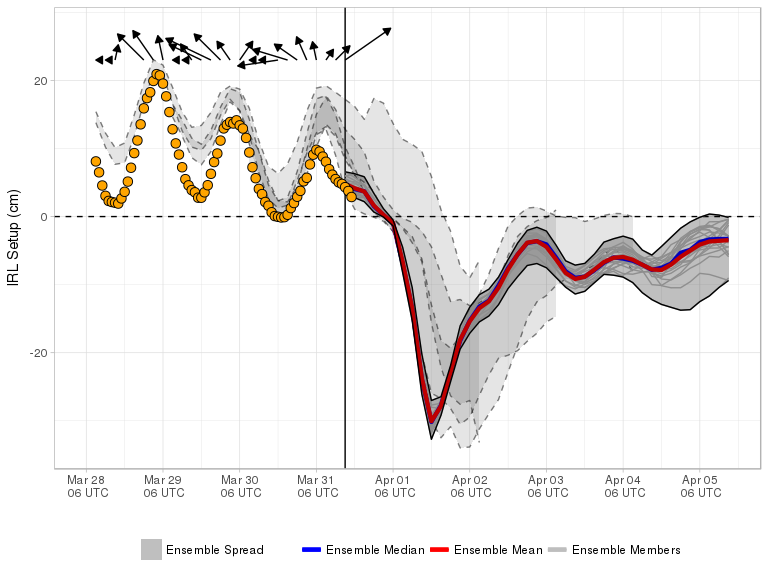 IRL Setup (cm)
20
0
-20
Mar 28 Mar 29 Mar 30 Mar 31 Apr 01 Apr 02 Apr 03 Apr 04 Apr 05
06 UTC 06 UTC 06 UTC 06 UTC 06 UTC 06 UTC 06 UTC 06 UTC 06 UTC
Ensemble Spread Ensemble Median Ensemble Mean Ensemble Members